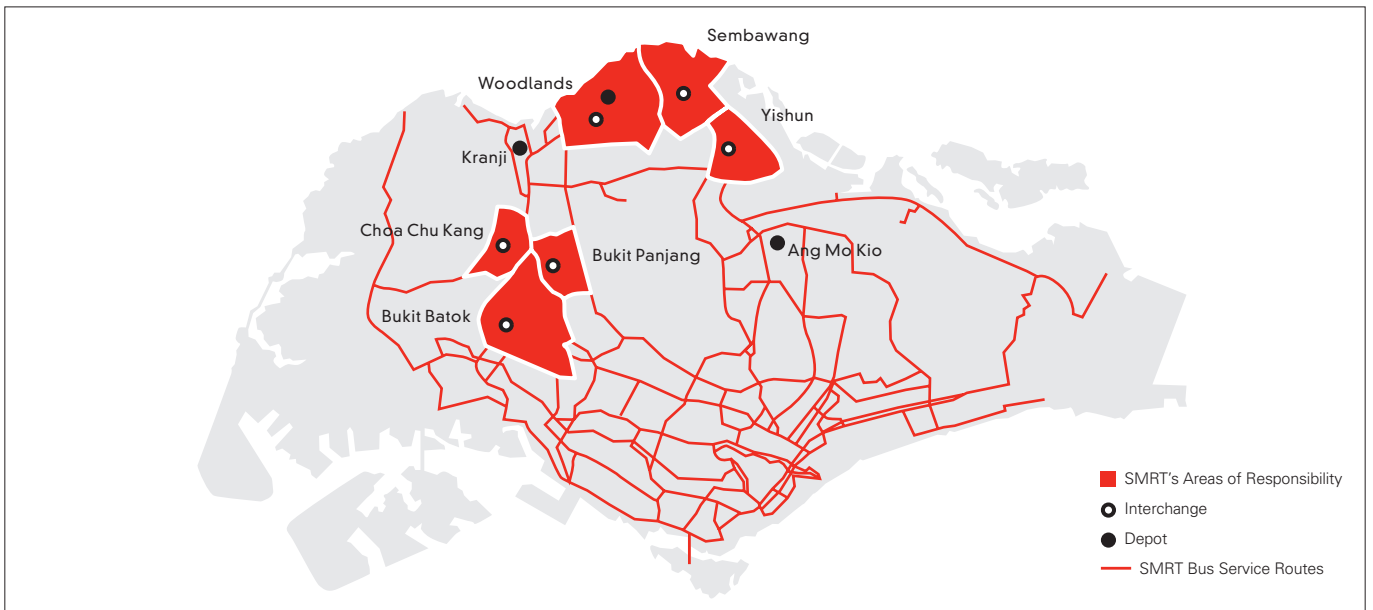 Sembawang
Woodlands
Yishun
Kranji
Choa Chu Kang
Bukit Panjang
Ang Mo Kio
Bukit Batok
SMRT's Areas of Responsibility
Interchange
Depot
SMRT Bus Service Routes